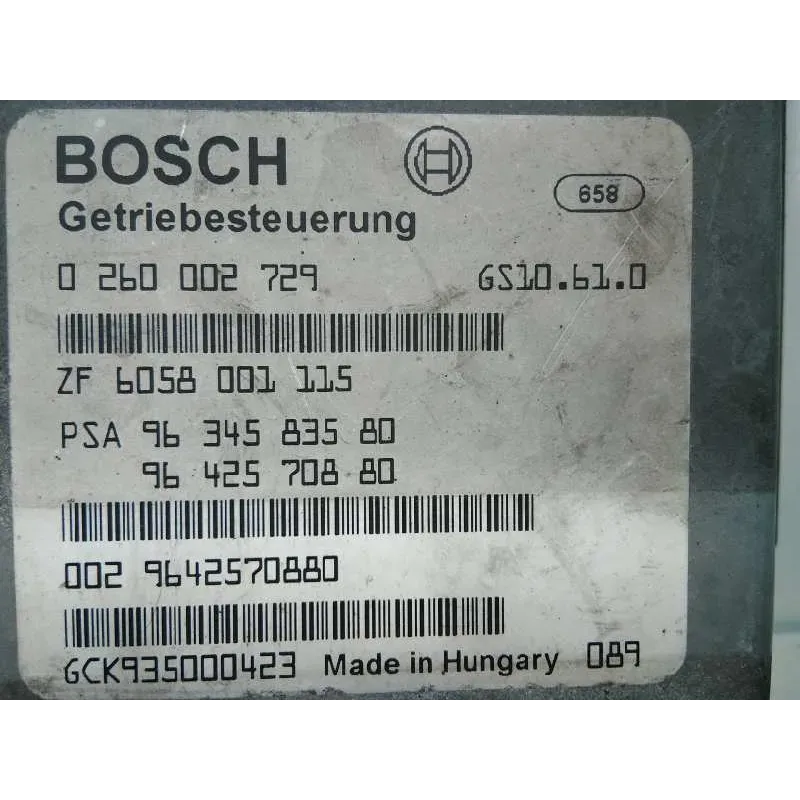 BOSCH
658
Getriebesteuerung
0 260 002 729 GS10.61.0
ZF 6058 001 115
PSA 96 345 835 80
96 425 708 80
002 9642570880
GCK935000423 Made in Hungary 089